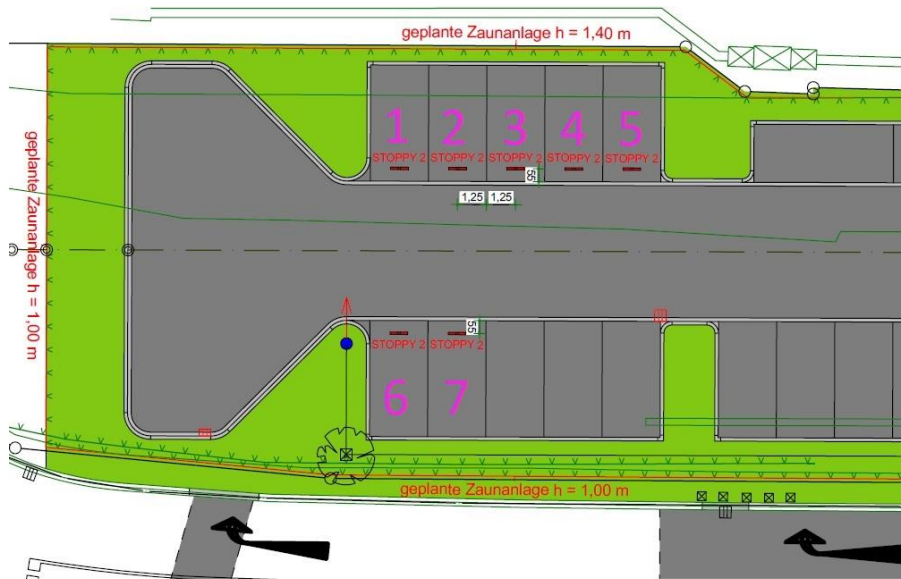 geplante Zaunanlage h = 1,40 m
geplante Zaunanlage h = 1,00 m
1 2 3 4 5
STOPPY 2 STOPPY 2 STOPPY 2 STOPPY 2 STOPPY 2
55
1,25 1,25
55
STOPPY 2 STOPPY 2
6 7
geplante Zaunanlage h = 1,00 m